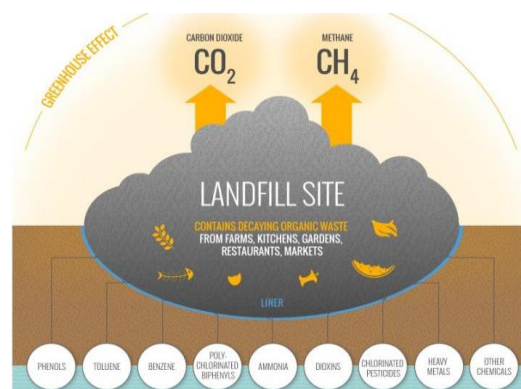 GREENHOUSE EFFECT
CARBON DIOXIDE
CO₂
METHANE
CH₄
LANDFILL SITE
CONTAINS DECAYING ORGANIC WASTE
FROM FARMS, KITCHENS, GARDENS,
RESTAURANTS, MARKETS
LINER
PHENOLS
TOLUENE
BENZENE
POLY-
CHLORINATED
BIPHENYLS
AMMONIA
DIOXINS
CHLORINATED
PESTICIDES
HEAVY
METALS
OTHER
CHEMICALS